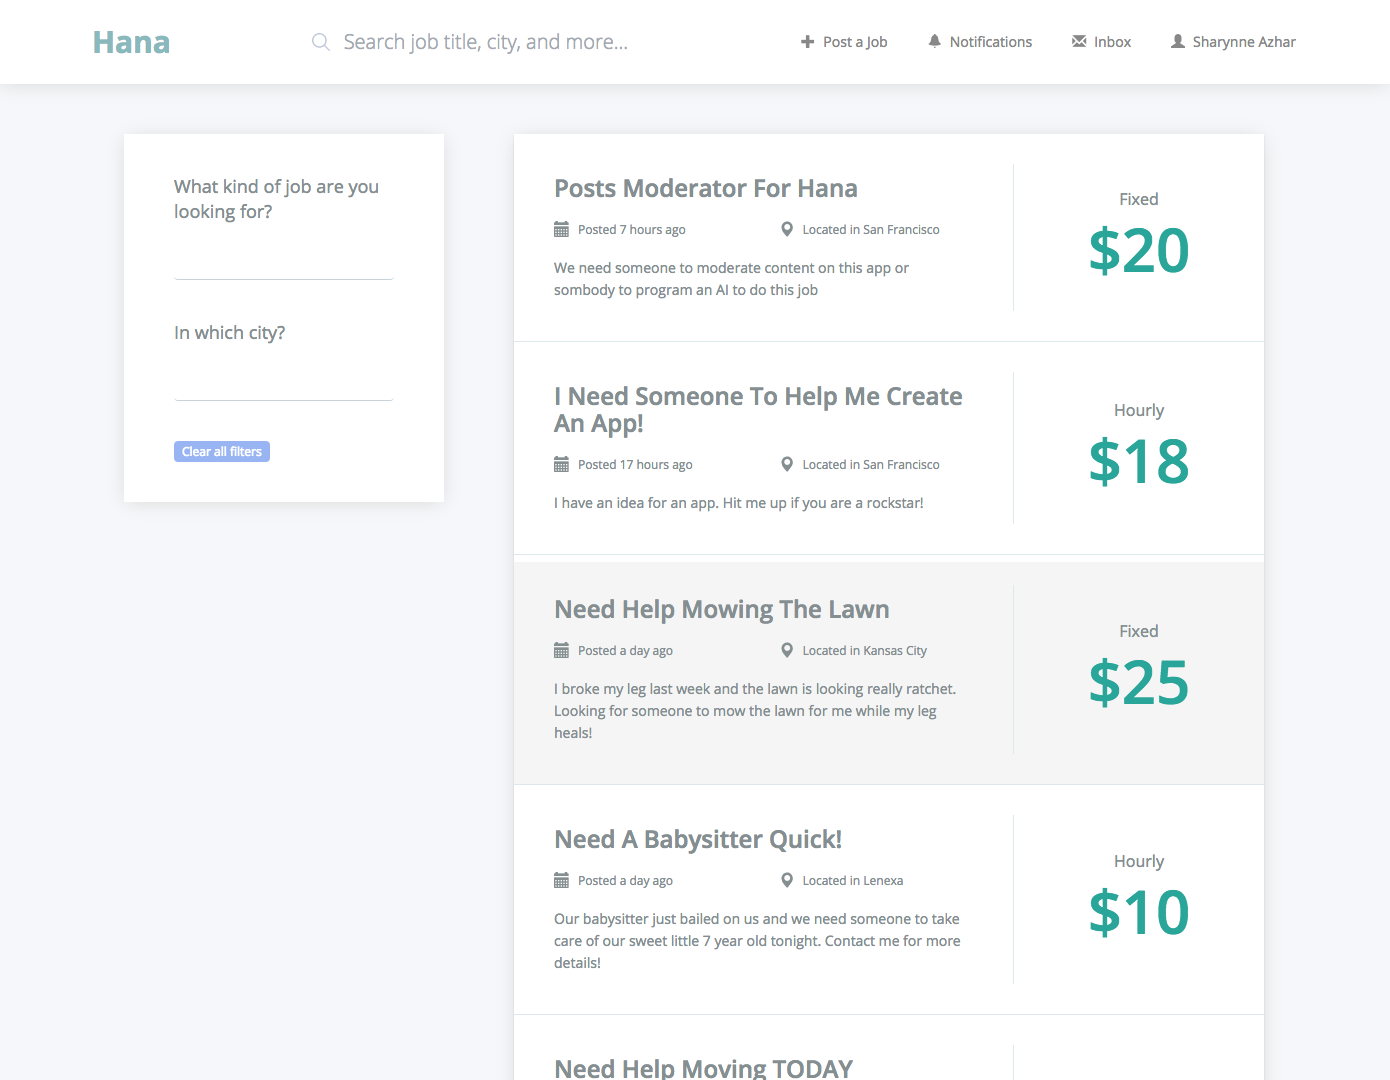 Hana
Search job title, city, and more...
Post a Job
Notifications
Inbox
Sharynne Azhar
What kind of job are you
looking for?
In which city?
Clear all filters
Posts Moderator For Hana
Posted 7 hours ago
Located in San Francisco
We need someone to moderate content on this app or
sombody to program an AI to do this job
Fixed
$20
I Need Someone To Help Me Create
An App!
Posted 17 hours ago
Located in San Francisco
I have an idea for an app. Hit me up if you are a rockstar!
Hourly
$18
Need Help Mowing The Lawn
Posted a day ago
Located in Kansas City
I broke my leg last week and the lawn is looking really ratchet.
Looking for someone to mow the lawn for me while my leg
heals!
Fixed
$25
Need A Babysitter Quick!
Posted a day ago
Located in Lenexa
Our babysitter just bailed on us and we need someone to take
care of our sweet little 7 year old tonight. Contact me for more
details!
Hourly
$10
Need Help Moving TODAY